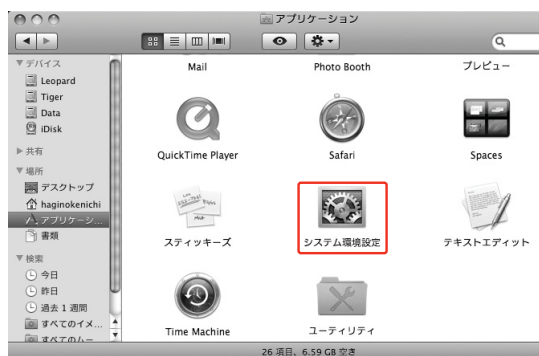 アプリケーション
▼デバイス
Leopard
Tiger
Data
iDisk
▶共有
▼場所
デスクトップ
haginokenichi
アプリケーシ...
書類
▼検索
今日
昨日
過去 1 週間
すべてのイメ...
すべてのムー
Mail
Photo Booth
プレビュー
QuickTime Player
Safari
Spaces
スティッキーズ
システム環境設定
テキストエディット
Time Machine
ユーティリティ
26 項目、6.59 GB 空き